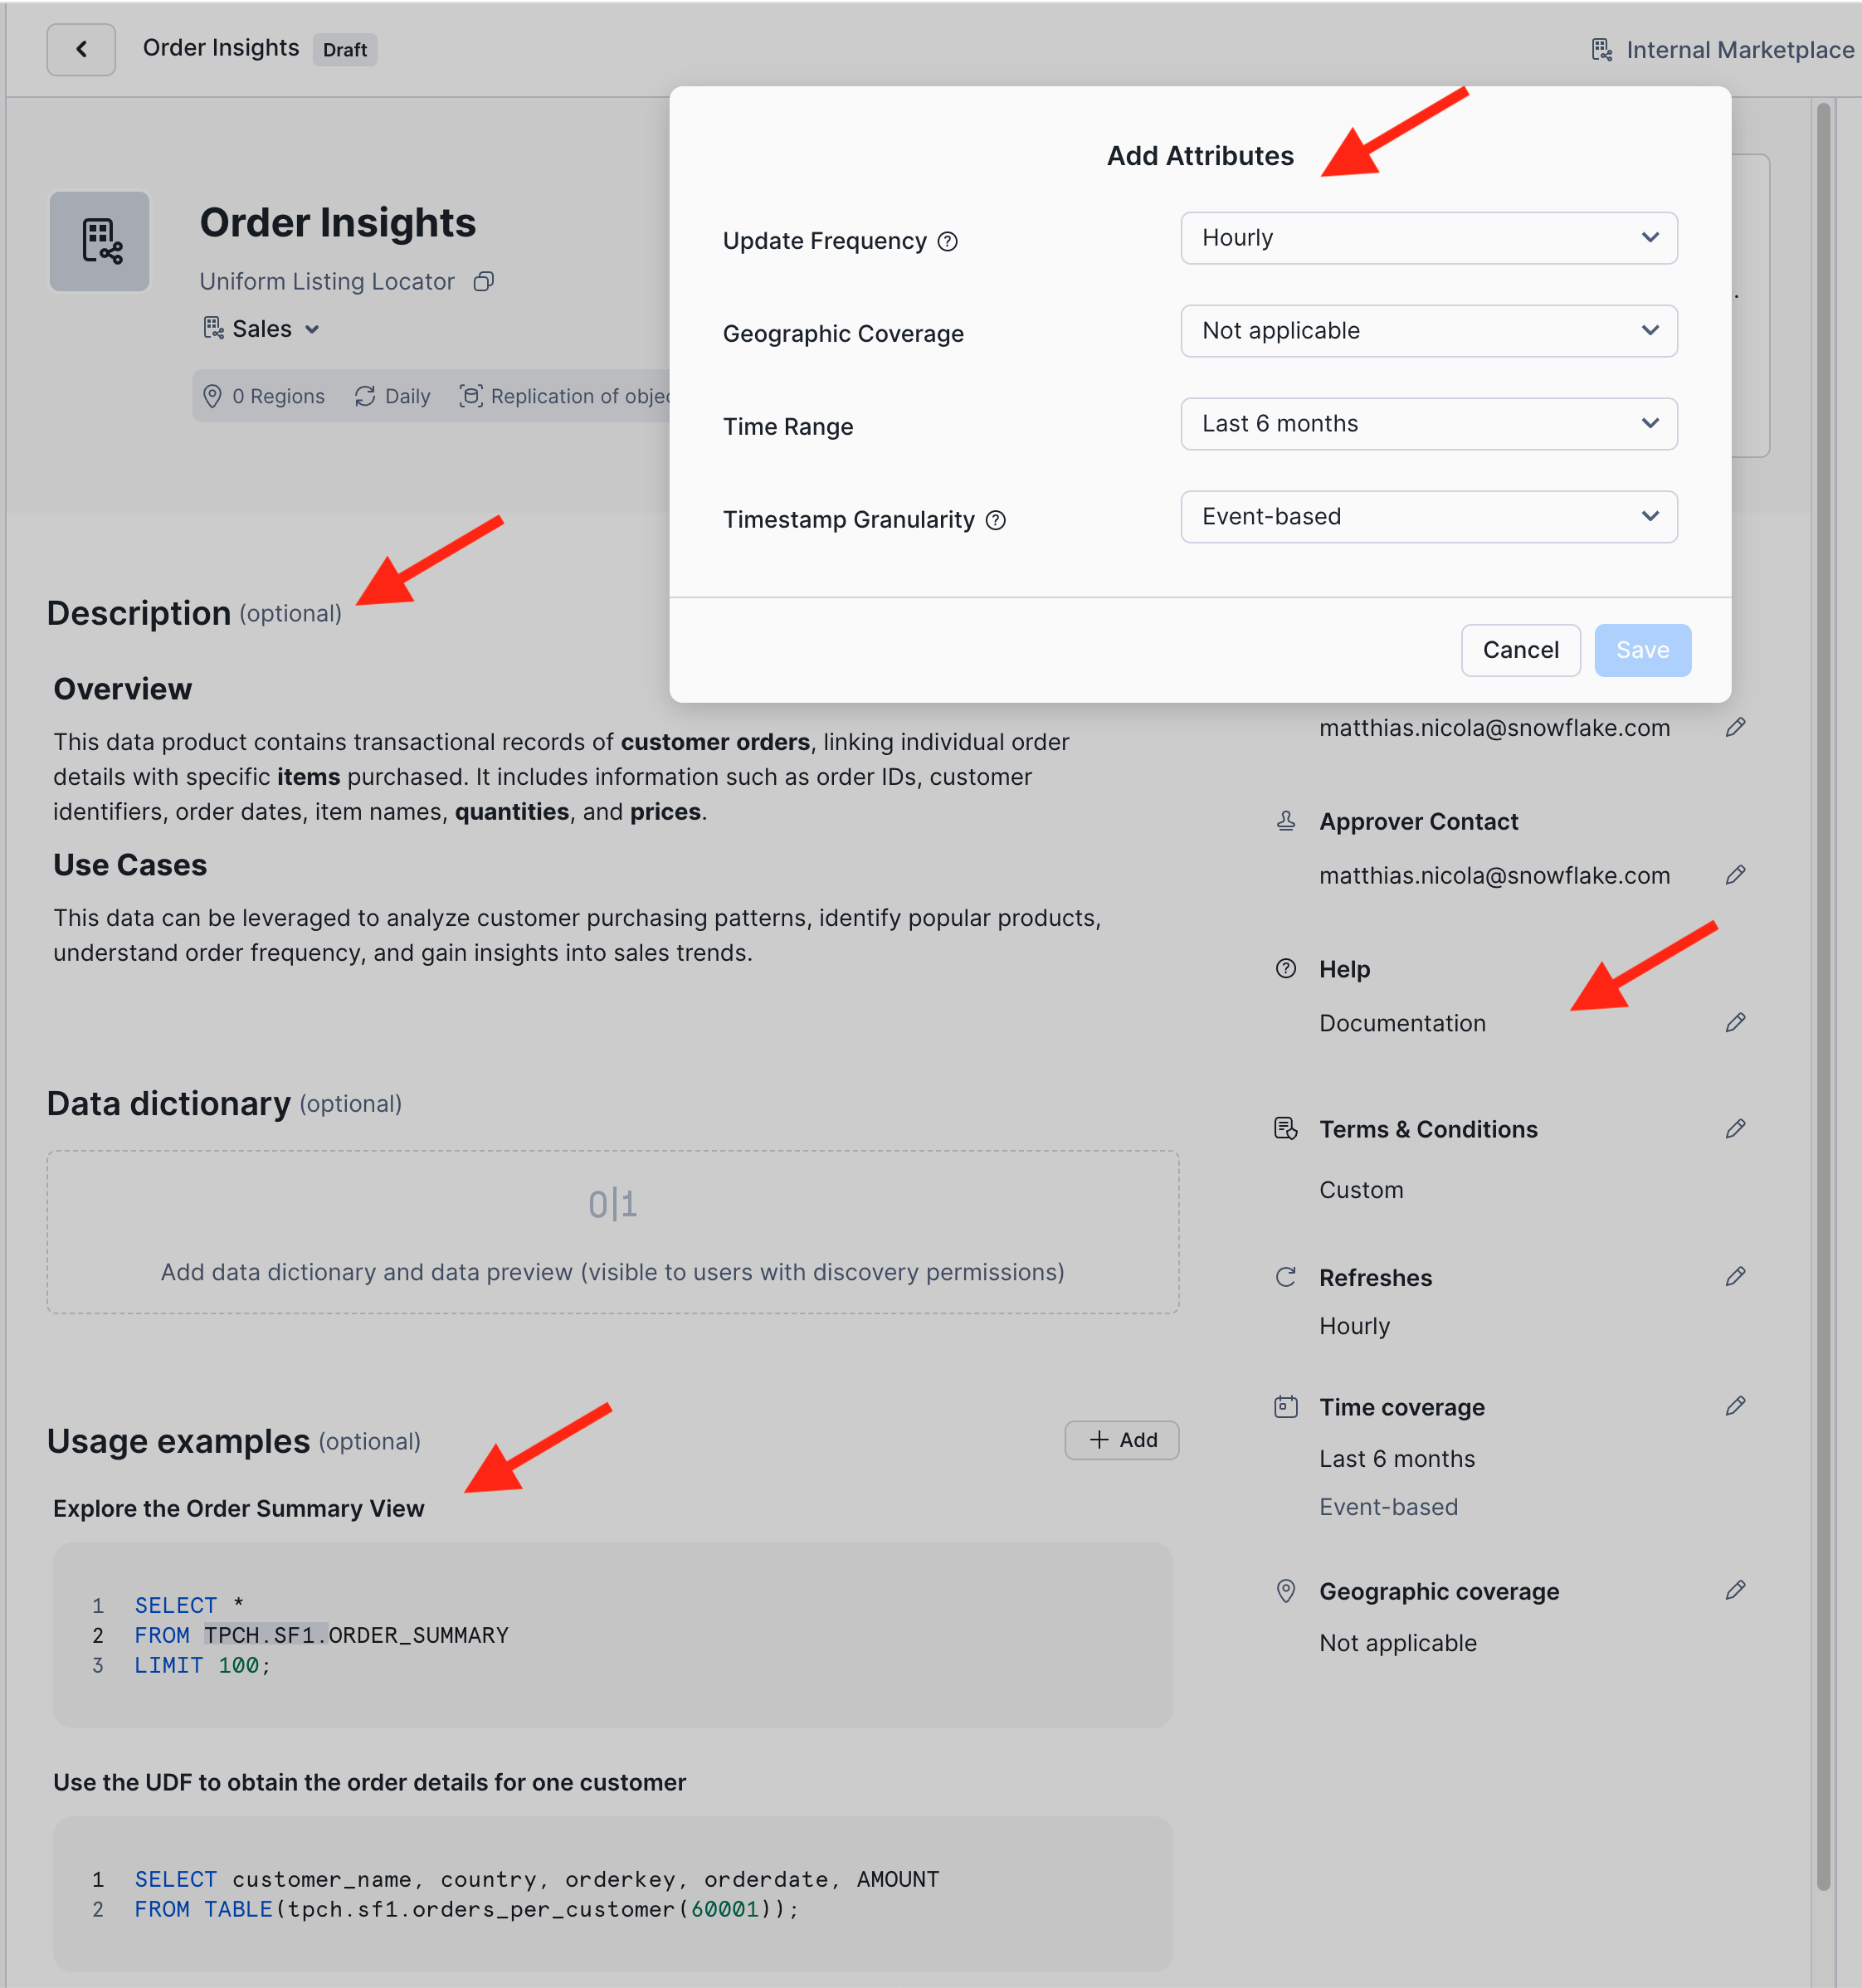 Order Insights Draft
Internal Marketplace
Add Attributes
Update Frequency
Hourly
Geographic Coverage
Not applicable
Time Range
Last 6 months
Timestamp Granularity
Event-based
Cancel Save
Order Insights
Uniform Listing Locator
Sales
0 Regions Daily Replication of objec
Description (optional)
Overview
This data product contains transactional records of customer orders, linking individual order
details with specific items purchased. It includes information such as order IDs, customer
identifiers, order dates, item names, quantities, and prices.
Use Cases
This data can be leveraged to analyze customer purchasing patterns, identify popular products,
understand order frequency, and gain insights into sales trends.
Data dictionary (optional)
0|1
Add data dictionary and data preview (visible to users with discovery permissions)
Usage examples (optional)
+ Add
Explore the Order Summary View
1 SELECT *
2 FROM TPCH.SF1.ORDER_SUMMARY
3 LIMIT 100;
Use the UDF to obtain the order details for one customer
1 SELECT customer_name, country, orderkey, orderdate, AMOUNT
2 FROM TABLE(tpch.sf1.orders_per_customer(60001));
matthias.nicola@snowflake.com
Approver Contact
matthias.nicola@snowflake.com
Help
Documentation
Terms & Conditions
Custom
Refreshes
Hourly
Time coverage
Last 6 months
Event-based
Geographic coverage
Not applicable